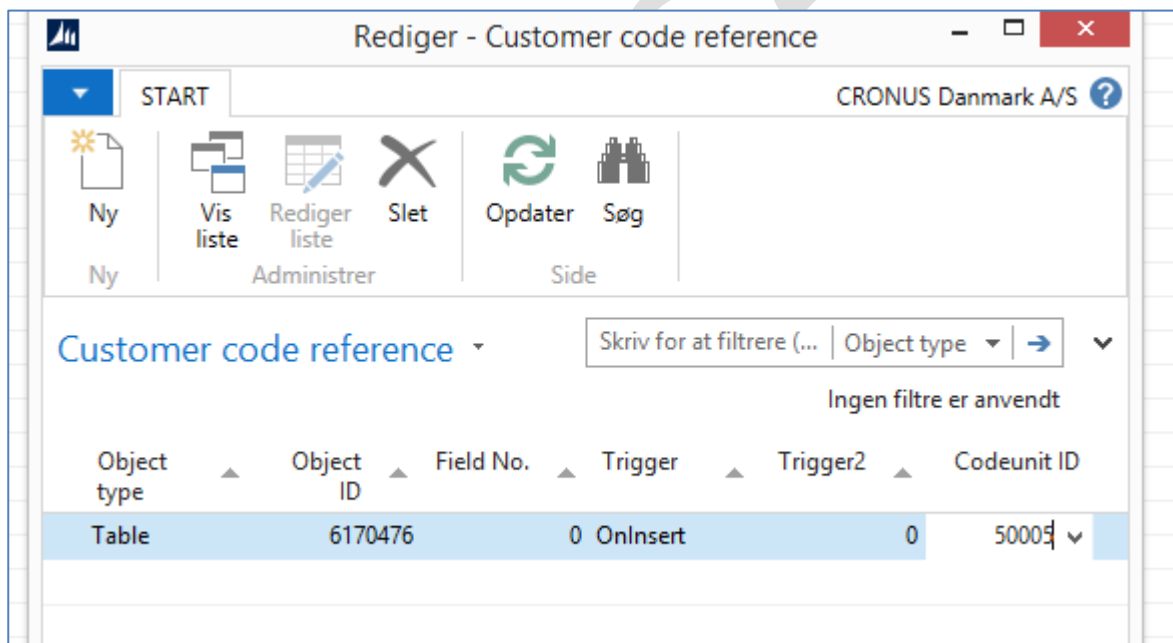 Rediger - Customer code reference
START
CRONUS Danmark A/S
Ny
Vis liste
Rediger liste
Slet
Opdater
Søg
Ny
Administrer
Side
Customer code reference
Skriv for at filtrere (... Object type
Ingen filtre er anvendt
Object type Object ID Field No. Trigger Trigger2 Codeunit ID
Table 6170476 0 OnInsert 0 50005